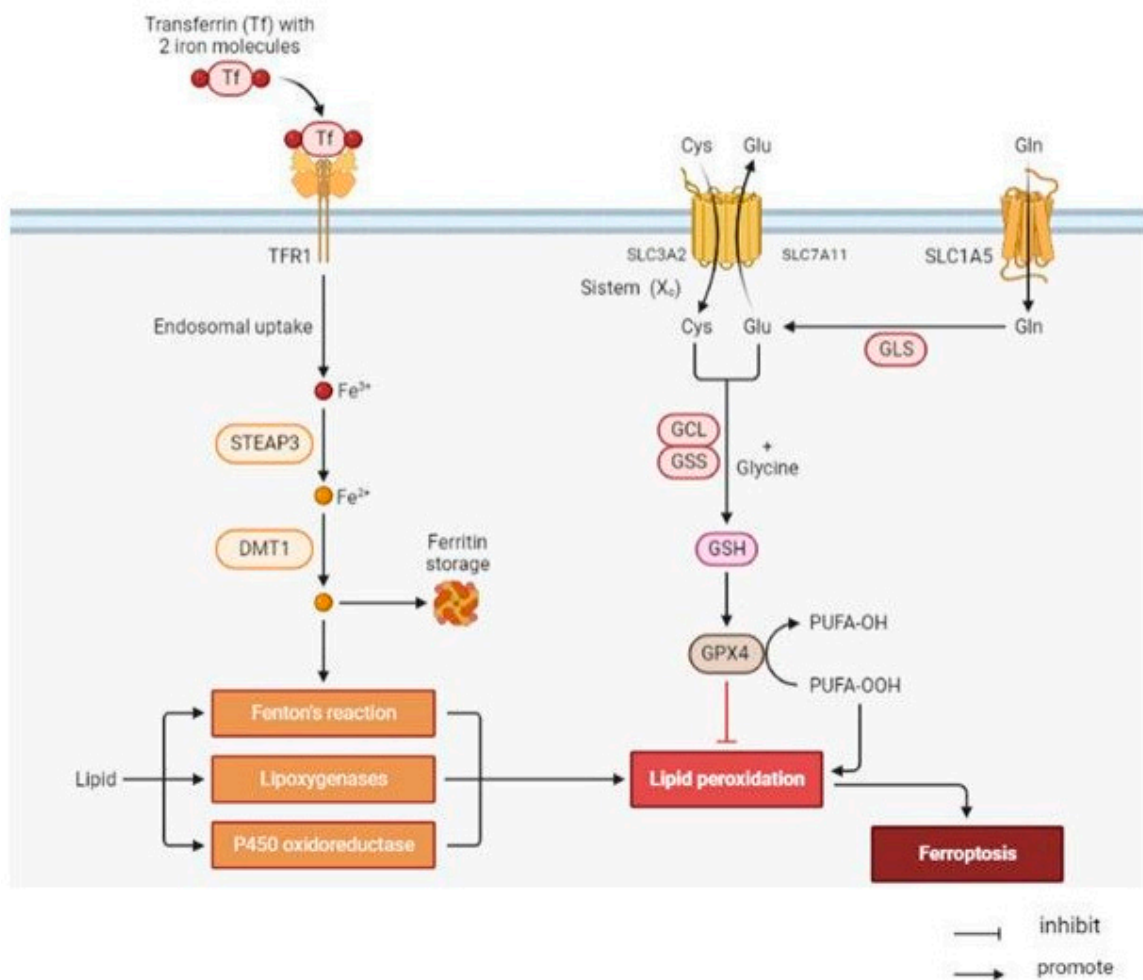 Transferrin (Tf) with
2 iron molecules
Tf
Tf
Cys
Glu
Gln
TFR1
SLC3A2
SLC7A11
SLC1A5
Sistem (Xc)
Endosomal uptake
Cys
Glu
Gln
GLS
Fe3+
STEAP3
GCL
GSS
+
Glycine
Fe2+
DMT1
Ferritin
storage
GSH
PUFA-OH
GPX4
PUFA-OOH
Fenton's reaction
Lipid
Lipoxygenases
Lipid peroxidation
P450 oxidoreductase
Ferroptosis
inhibit
promote